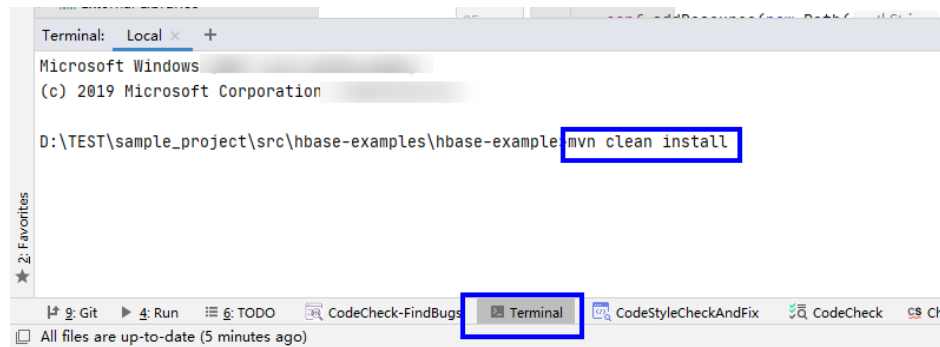 Terminal: Local × +
Microsoft Windows
(c) 2019 Microsoft Corporation
D:\TEST\sample_project\src\hbase-examples\hbase-example>mvn clean install
2: Favorites
9: Git 4: Run 6: TODO CodeCheck-FindBugs Terminal CodeStyleCheckAndFix CodeCheck CS
All files are up-to-date (5 minutes ago)